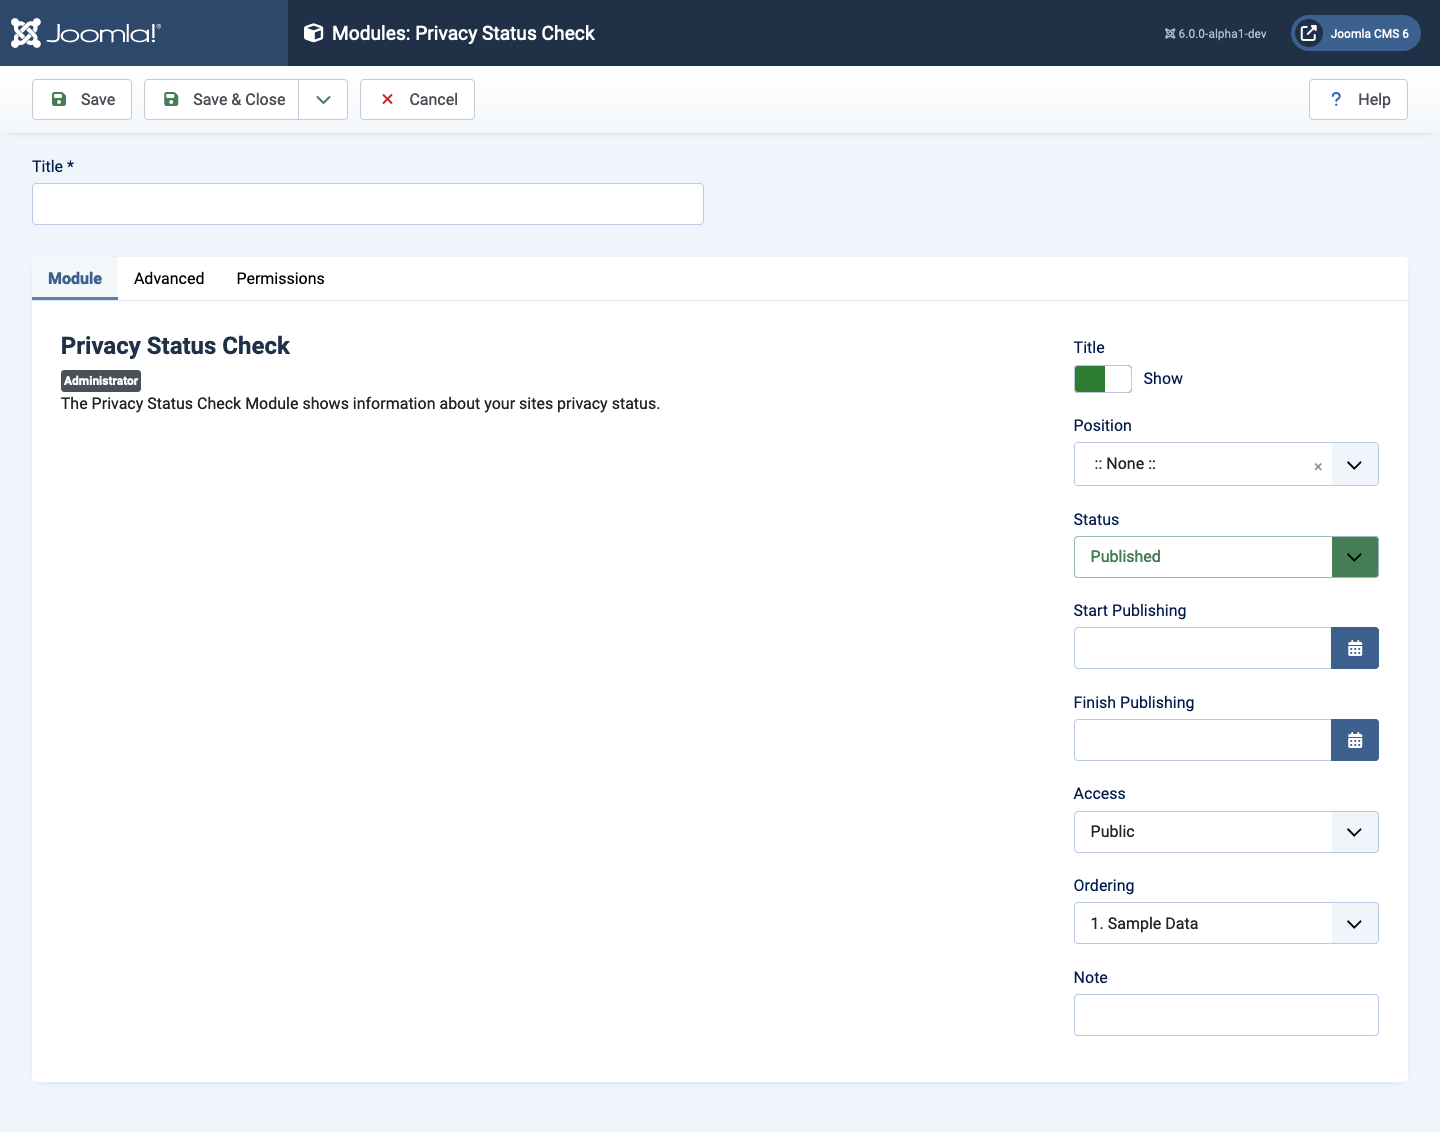 Joomla!®
Modules: Privacy Status Check
6.0.0-alpha1-dev
Joomla CMS 6
Save
Save & Close
Cancel
? Help
Title *
Module
Advanced
Permissions
Privacy Status Check
Administrator
The Privacy Status Check Module shows information about your sites privacy status.
Title
Show
Position
:: None ::
×
Status
Published
Start Publishing
Finish Publishing
Access
Public
Ordering
1. Sample Data
Note